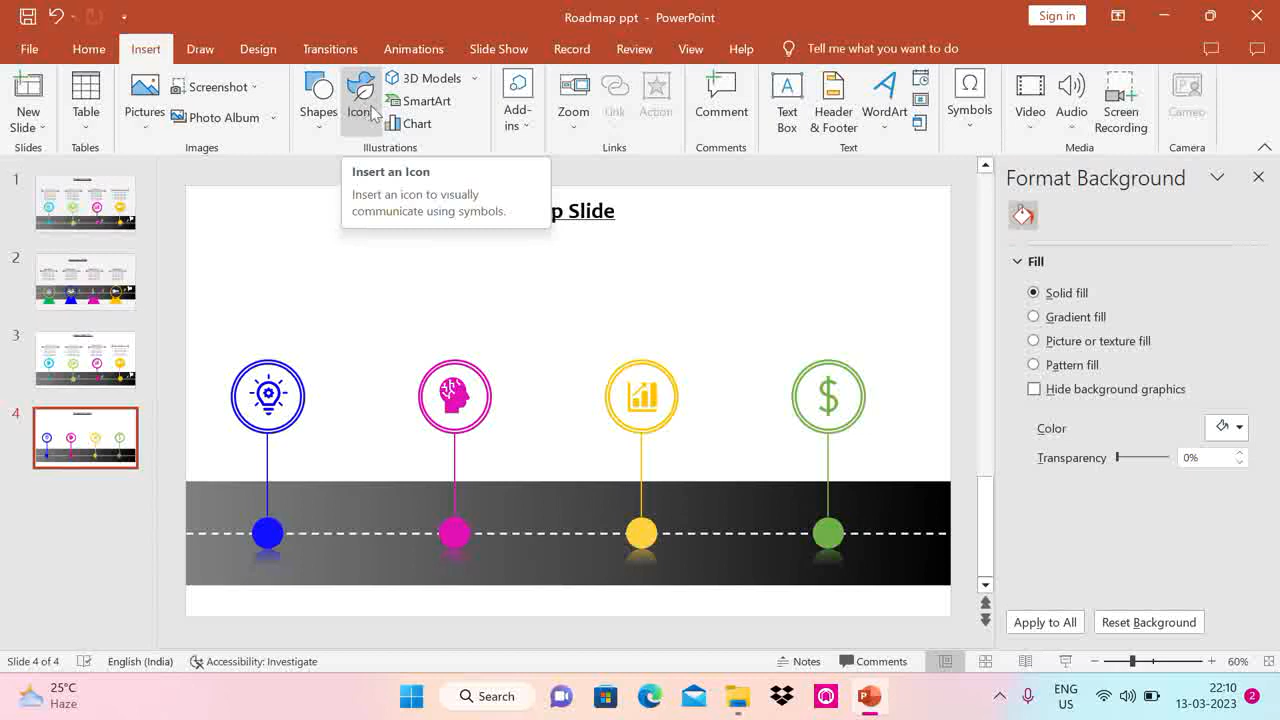 Roadmap ppt - PowerPoint
Sign in
File Home Insert Draw Design Transitions Animations Slide Show Record Review View Help Tell me what you want to do
New Slide
Slides
Table
Tables
Pictures
Screenshot
Photo Album
Images
Shapes
Icons
3D Models
SmartArt
Chart
Illustrations
Add-ins
Zoom
Link
Action
Links
Comment
Comments
Text Box
Header & Footer
WordArt
Text
Symbols
Video
Audio
Screen Recording
Media
Cameo
Camera
Insert an Icon
Insert an icon to visually
communicate using symbols.
p Slide
1
2
3
4
Format Background
Fill
Solid fill
Gradient fill
Picture or texture fill
Pattern fill
Hide background graphics
Color
Transparency 0%
Apply to All Reset Background
Slide 4 of 4 English (India) Accessibility: Investigate Notes Comments 60%
25°C
Haze
Search
ENG
US
22:10
13-03-2023
2